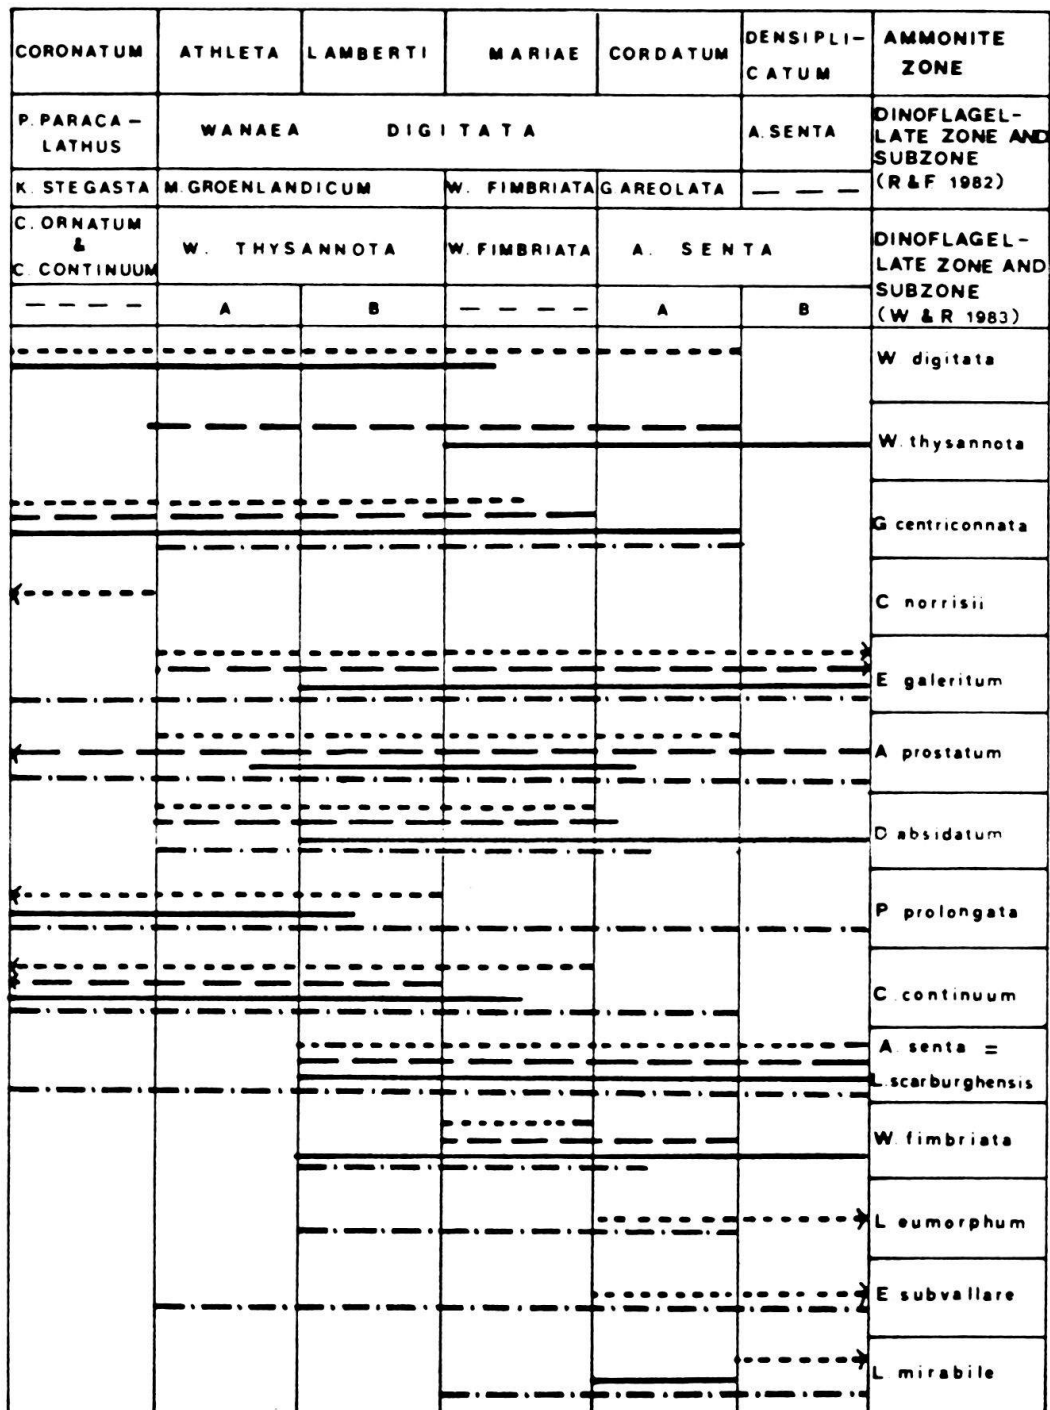 CORONATUM ATHLETA LAMBERTI MARIAE CORDATUM DENSIPLI-
CATUM AMMONITE
ZONE
P. PARACA-
LATHUS WANAEA DIGITATA A. SENTA DINOFLAGEL-
LATE ZONE AND
SUBZONE
(R & F 1982)
K. STEGASTA M. GROENLANDICUM W. FIMBRIATA G AREOLATA
C. ORNATUM
&
C. CONTINUUM W. THYSANNOTA W. FIMBRIATA A. SENTA DINOFLAGEL-
LATE ZONE AND
SUBZONE
(W & R 1983)
A B A B
W. digitata
W. thysannota
G centriconnata
C norrisii
E galeritum
A prostatum
D absidatum
P prolongata
C. continuum
A. senta =
L. scarburghensis
W. fimbriata
L eumorphum
E subvallare
L. mirabile